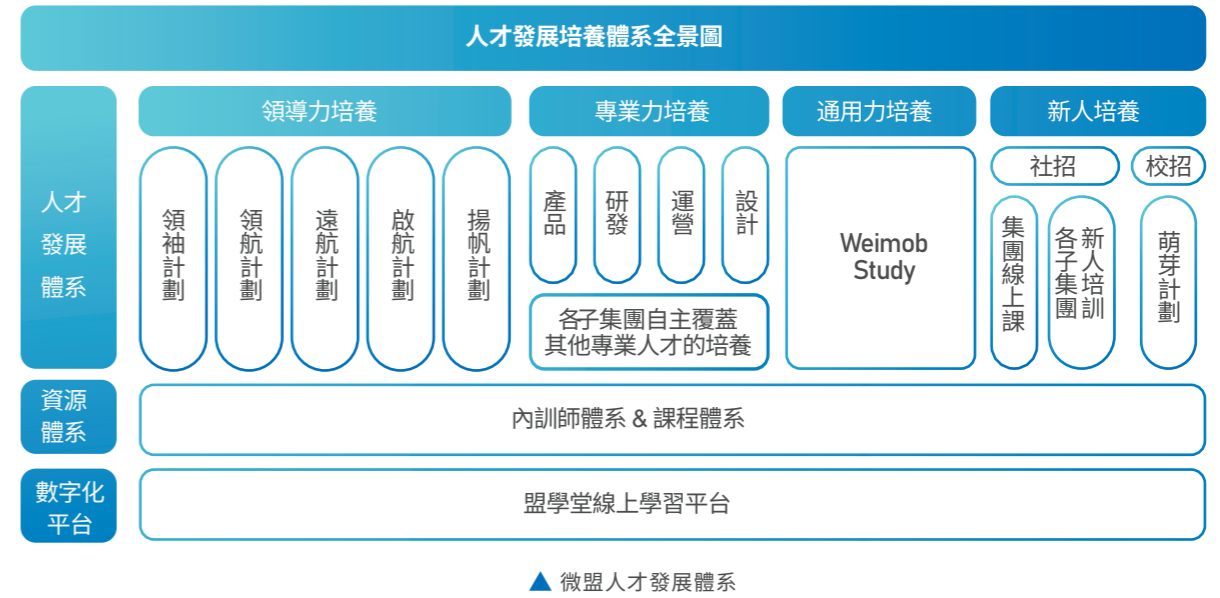 人才發展培養體系全景圖
人才
發展
體系
領導力培養
領袖計劃
領航計劃
遠航計劃
啟航計劃
揚帆計劃
專業力培養
產品
研發
運營
設計
各子集團自主覆蓋
其他專業人才的培養
通用力培養
Weimob
Study
新人培養
社招
校招
集團線上課
各子集團
新人培訓
萌芽計劃
資源
體系
內訓師體系 & 課程體系
數字化
平台
盟學堂線上學習平台
▲ 微盟人才發展體系